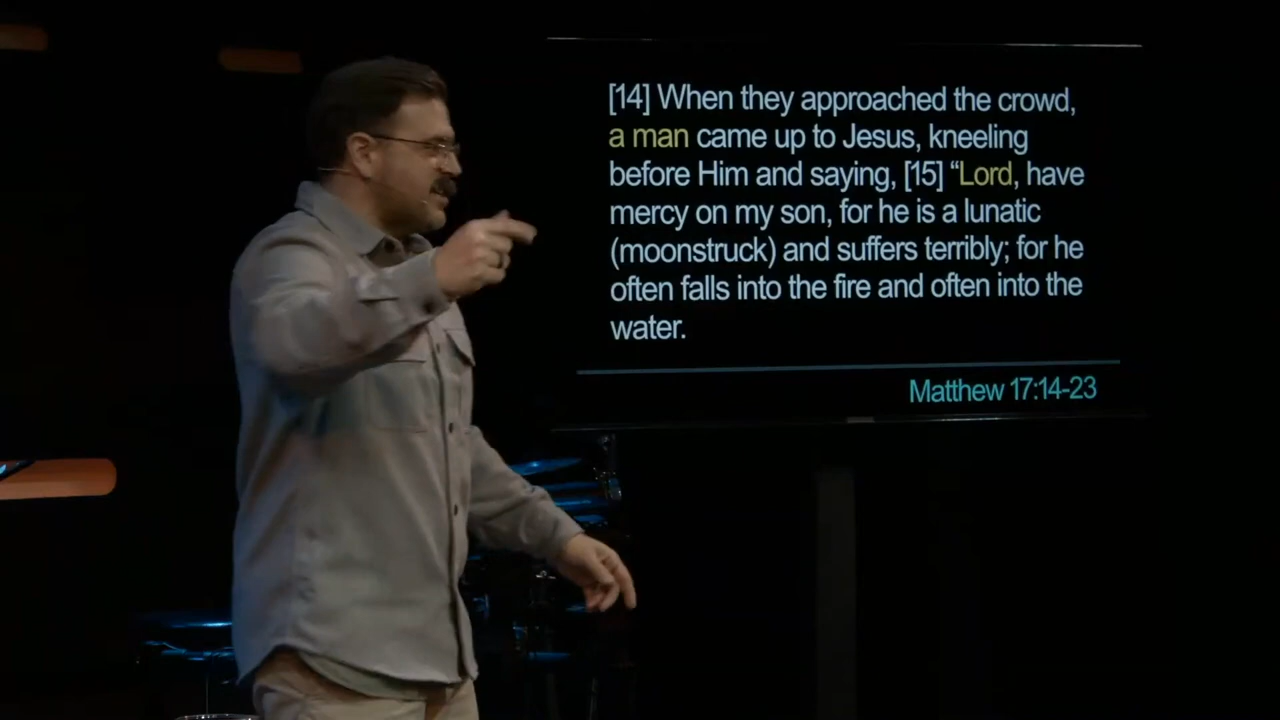 [14] When they approached the crowd,
a man came up to Jesus, kneeling
before Him and saying, [15] “Lord, have
mercy on my son, for he is a lunatic
(moonstruck) and suffers terribly; for he
often falls into the fire and often into the
water.
Matthew 17:14-23